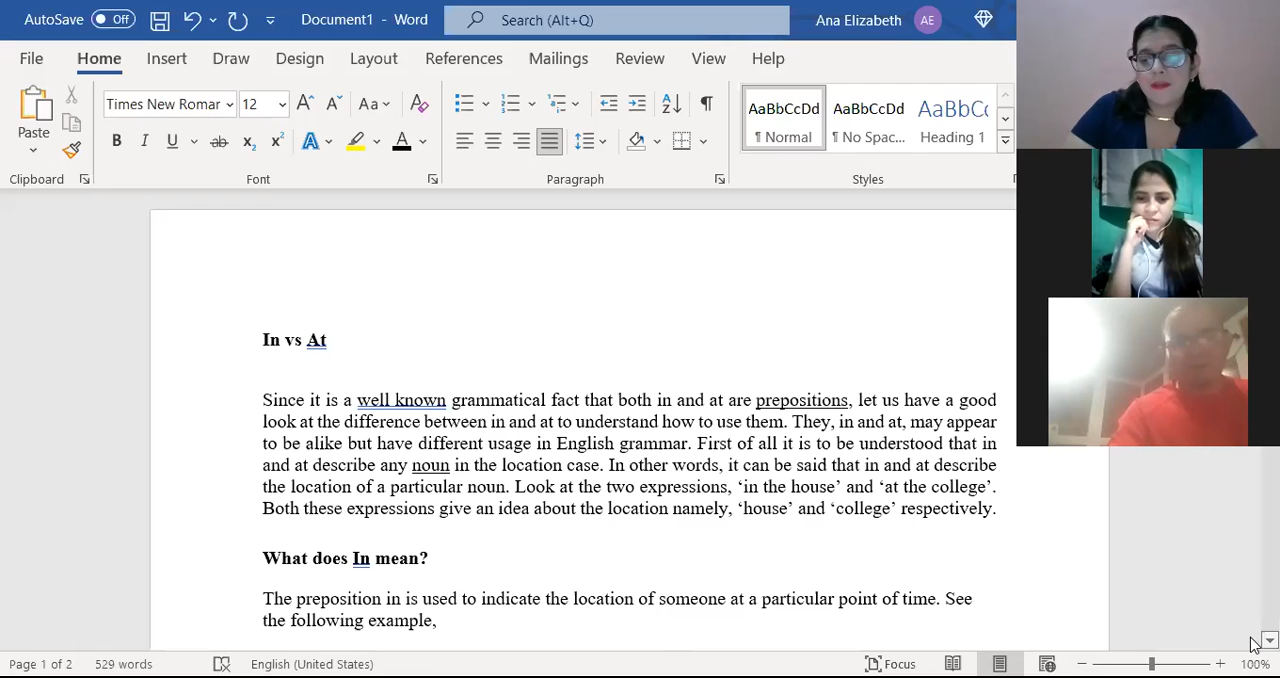 AutoSave Off Document1 - Word Search (Alt+Q) Ana Elizabeth AE
File Home Insert Draw Design Layout References Mailings Review View Help
Times New Romar 12 Aa A AaBbCcDd AaBbCcDd AaBbCc
Paste B I U ab x₂ x² A A ¶ Normal ¶ No Spac... Heading 1
Clipboard Font Paragraph Styles
In vs At
Since it is a well known grammatical fact that both in and at are prepositions, let us have a good
look at the difference between in and at to understand how to use them. They, in and at, may appear
to be alike but have different usage in English grammar. First of all it is to be understood that in
and at describe any noun in the location case. In other words, it can be said that in and at describe
the location of a particular noun. Look at the two expressions, ‘in the house’ and ‘at the college’.
Both these expressions give an idea about the location namely, ‘house’ and ‘college’ respectively.
What does In mean?
The preposition in is used to indicate the location of someone at a particular point of time. See
the following example,
Page 1 of 2 529 words English (United States) Focus 100%